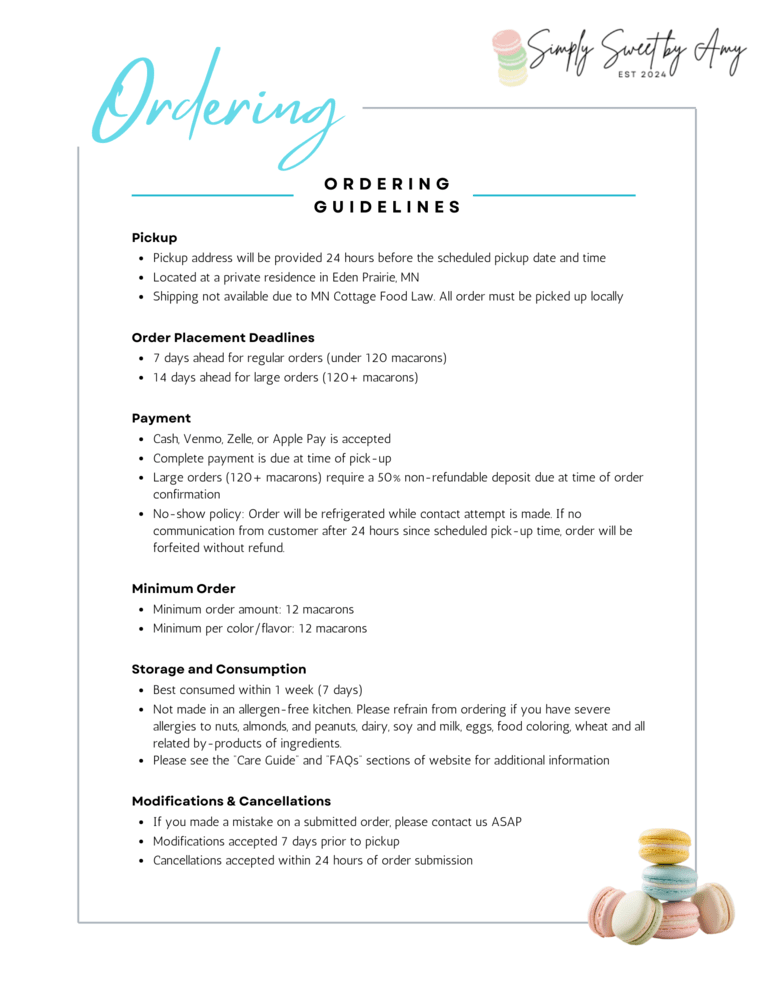 Simply Sweet by Amy
EST 2024
Ordering
ORDERING
GUIDELINES
Pickup
• Pickup address will be provided 24 hours before the scheduled pickup date and time
• Located at a private residence in Eden Prairie, MN
• Shipping not available due to MN Cottage Food Law. All order must be picked up locally
Order Placement Deadlines
• 7 days ahead for regular orders (under 120 macarons)
• 14 days ahead for large orders (120+ macarons)
Payment
• Cash, Venmo, Zelle, or Apple Pay is accepted
• Complete payment is due at time of pick-up
• Large orders (120+ macarons) require a 50% non-refundable deposit due at time of order
confirmation
• No-show policy: Order will be refrigerated while contact attempt is made. If no
communication from customer after 24 hours since scheduled pick-up time, order will be
forfeited without refund.
Minimum Order
• Minimum order amount: 12 macarons
• Minimum per color/flavor: 12 macarons
Storage and Consumption
• Best consumed within 1 week (7 days)
• Not made in an allergen-free kitchen. Please refrain from ordering if you have severe
allergies to nuts, almonds, and peanuts, dairy, soy and milk, eggs, food coloring, wheat and all
related by-products of ingredients.
• Please see the "Care Guide" and "FAQs" sections of website for additional information
Modifications & Cancellations
• If you made a mistake on a submitted order, please contact us ASAP
• Modifications accepted 7 days prior to pickup
• Cancellations accepted within 24 hours of order submission